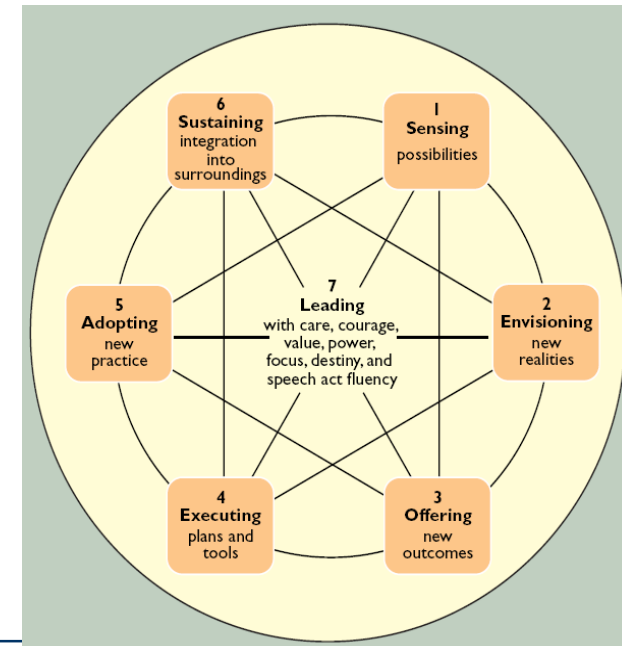 1
Sensing
possibilities
2
Envisioning
new
realities
3
Offering
new
outcomes
4
Executing
plans and
tools
5
Adopting
new
practice
6
Sustaining
integration
into
surroundings
7
Leading
with care, courage,
value, power,
focus, destiny, and
speech act fluency